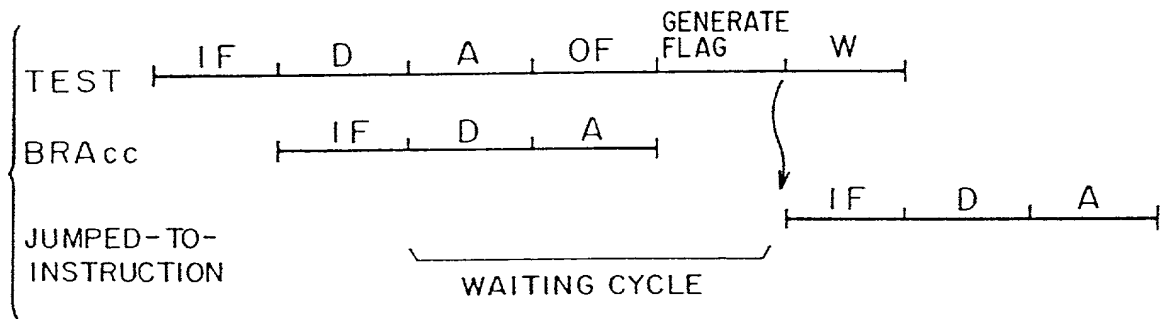 IF D A OF GENERATE FLAG W
TEST
IF D A
BRAcc
IF D A
JUMPED-TO-
INSTRUCTION
WAITING CYCLE